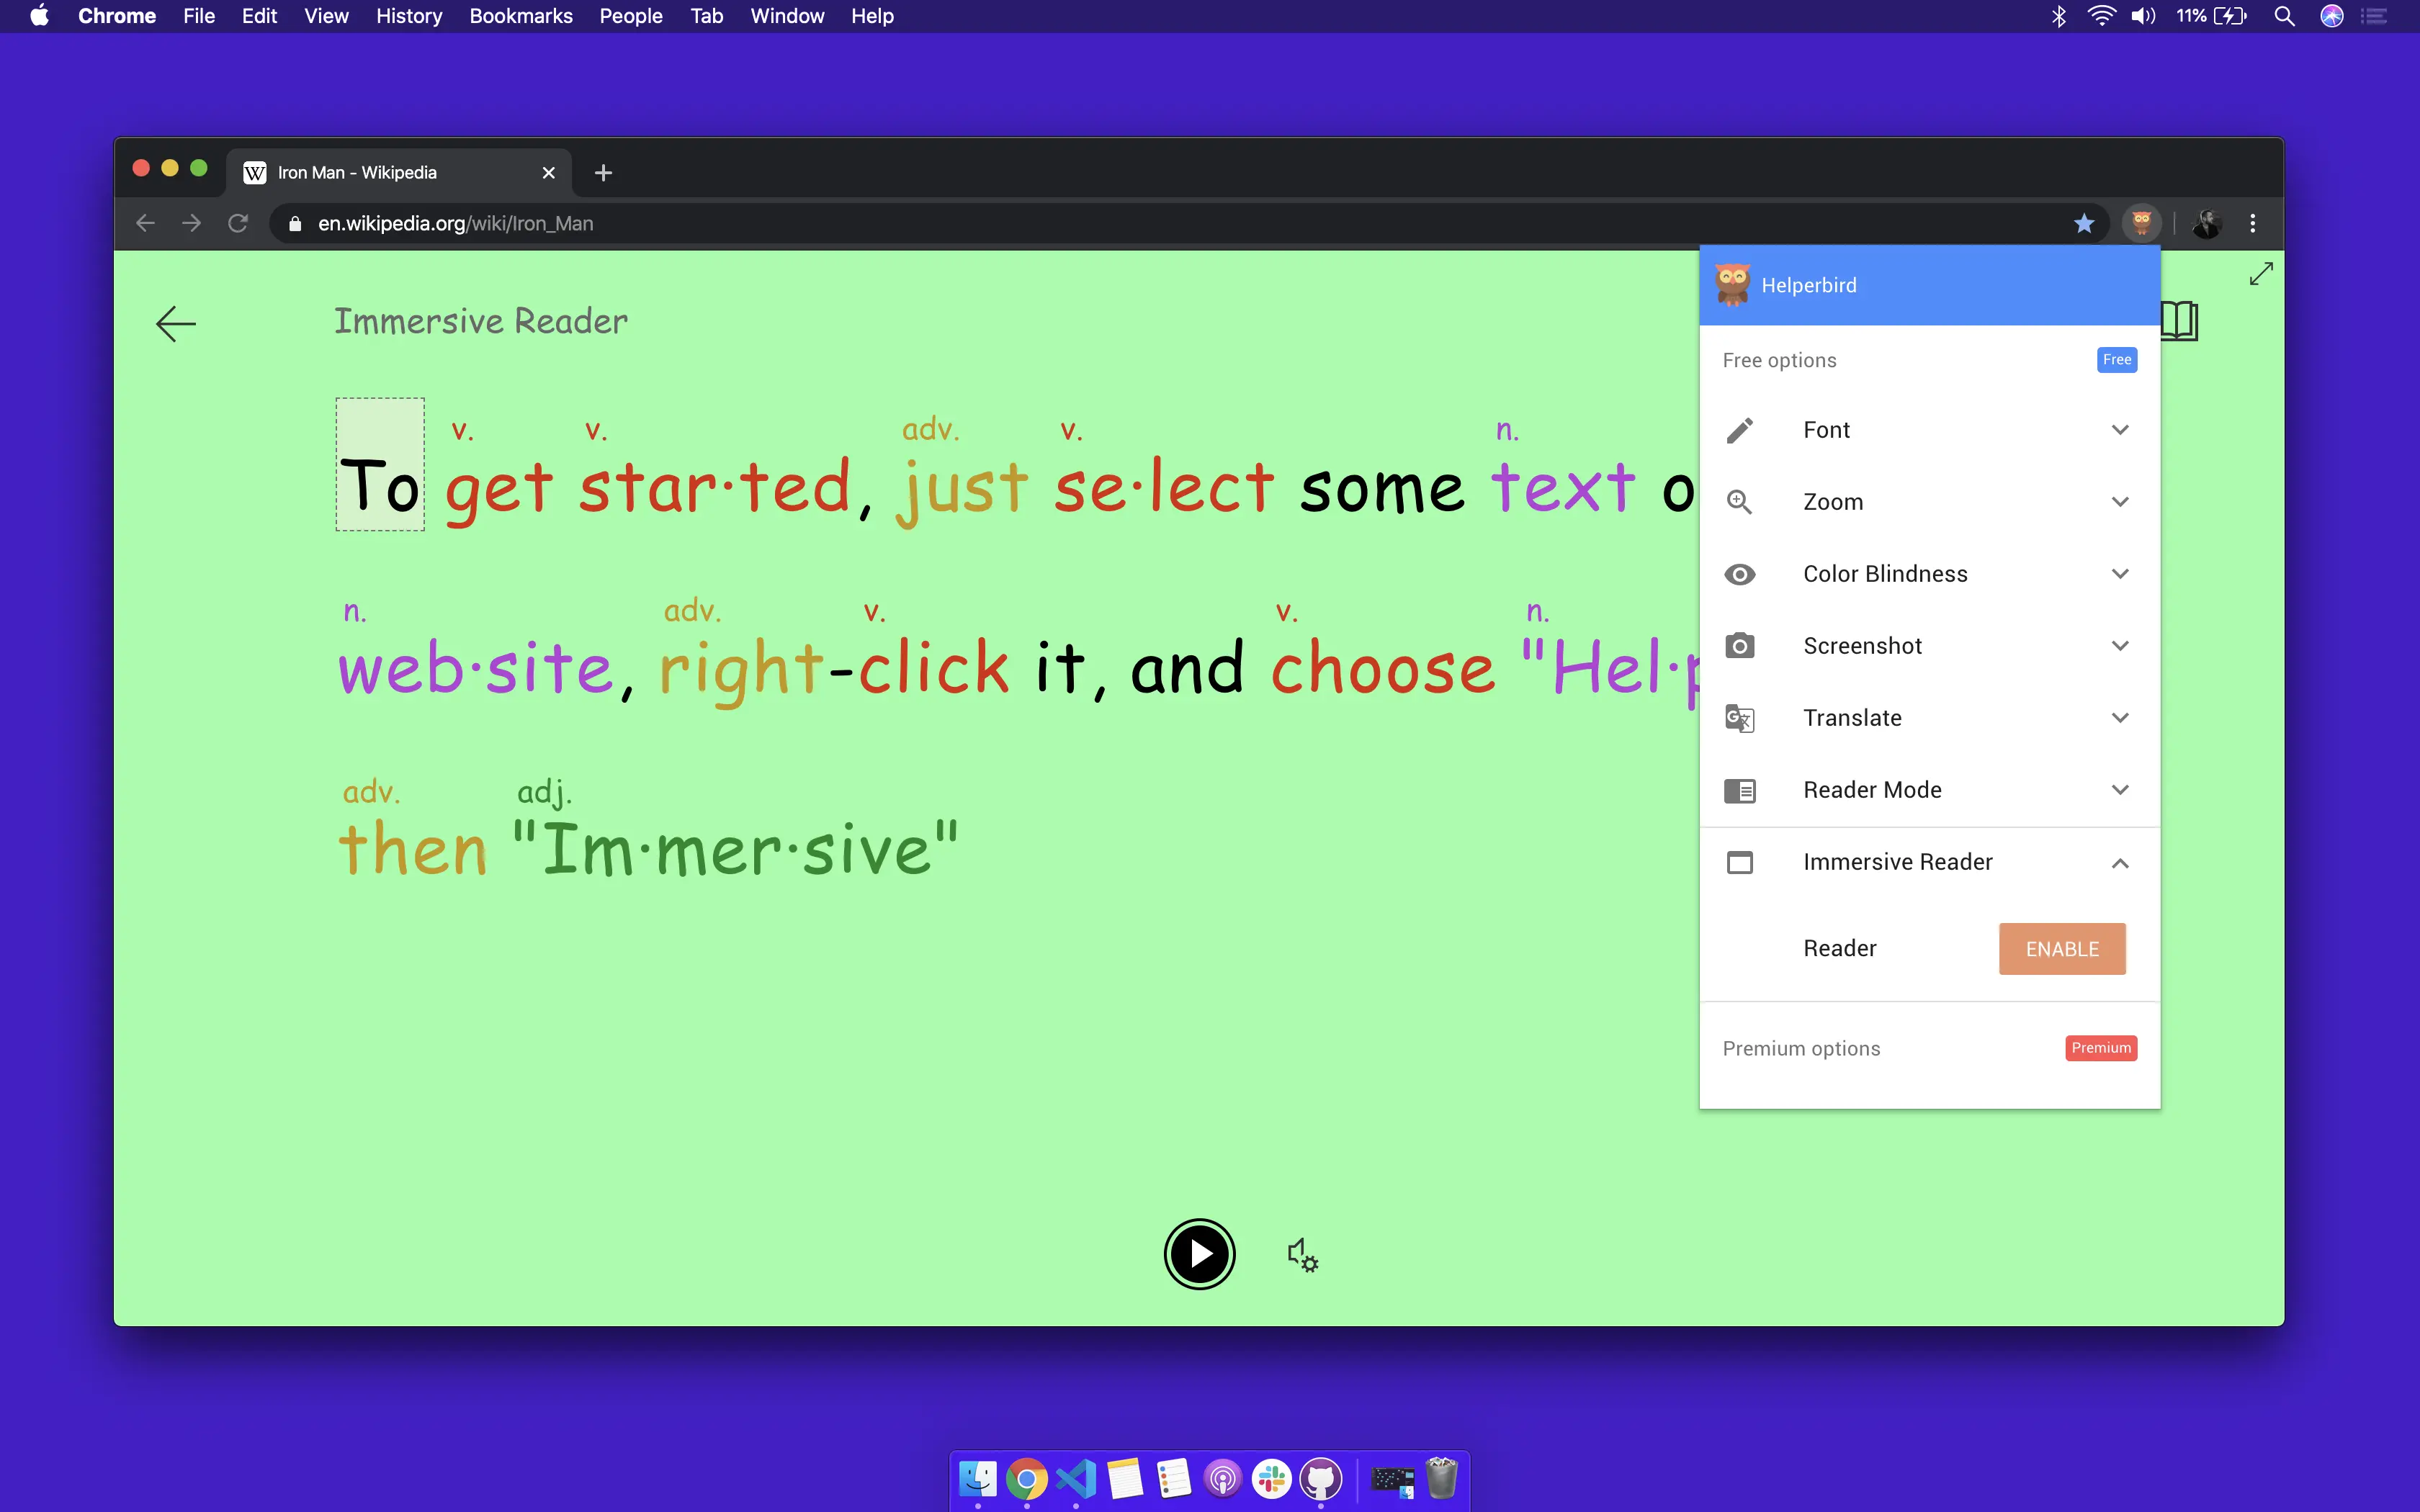 Chrome File Edit View History Bookmarks People Tab Window Help 11%
W Iron Man - Wikipedia
en.wikipedia.org/wiki/Iron_Man
Helperbird
Immersive Reader
Free options Free
v. v. adv. v. n.
To get star·ted, just se·lect some text o
n. adv. v. v. n.
web·site, right-click it, and choose "Hel·p
adv. adj.
then "Im·mer·sive"
Font
Zoom
Color Blindness
Screenshot
Translate
Reader Mode
Immersive Reader
Reader ENABLE
Premium options Premium